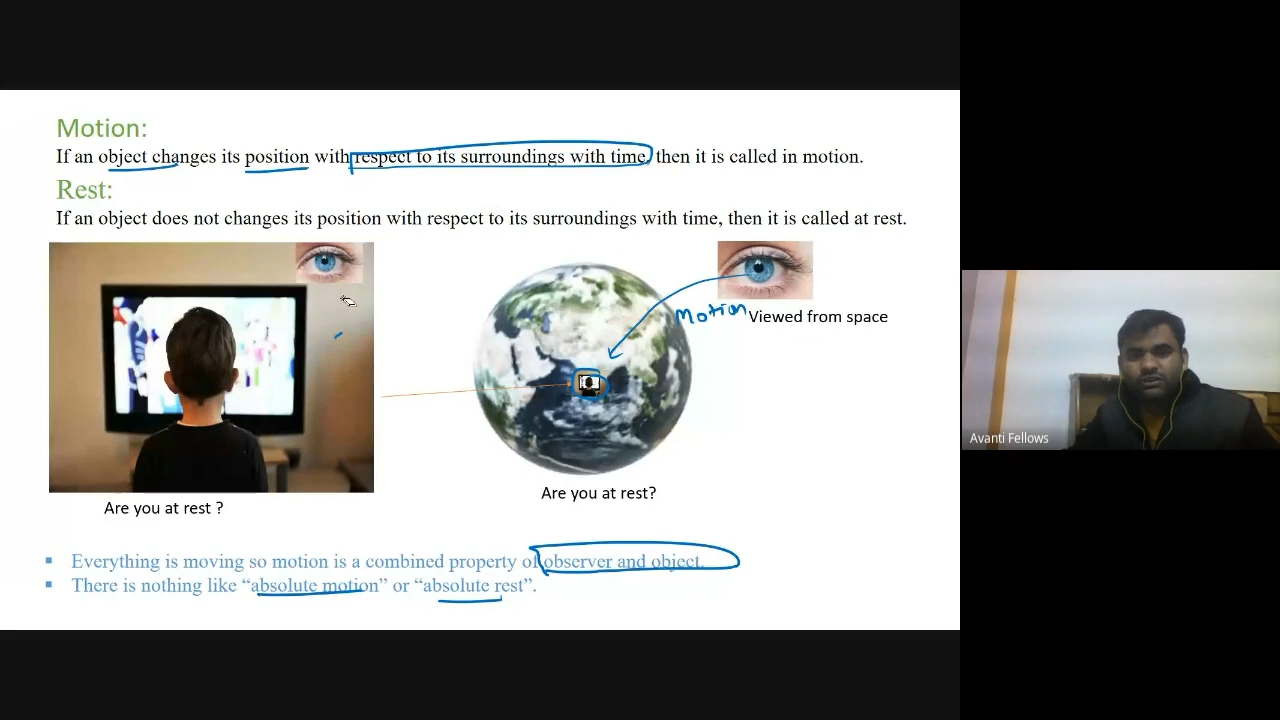 Motion:
If an object changes its position with respect to its surroundings with time, then it is called in motion.
Rest:
If an object does not changes its position with respect to its surroundings with time, then it is called at rest.
Motion
Viewed from space
Are you at rest ?
Are you at rest?
Everything is moving so motion is a combined property of observer and object.
There is nothing like “absolute motion” or “absolute rest”.
Avanti Fellows